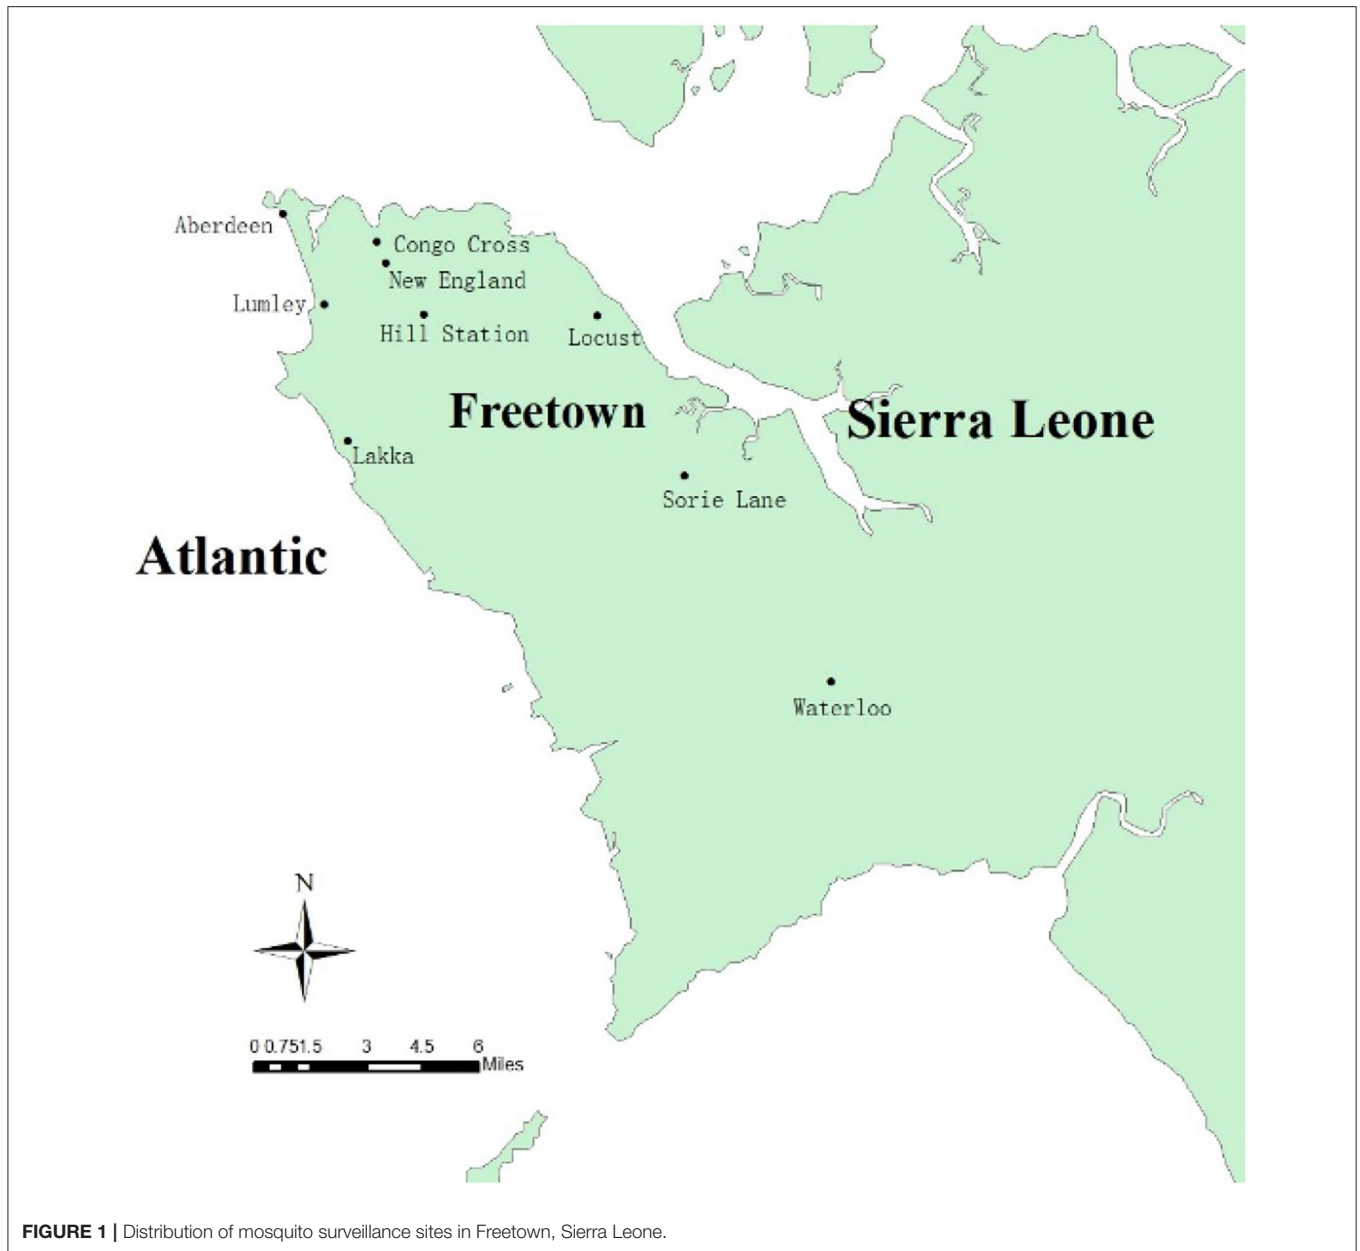 Aberdeen
Congo Cross
New England
Lumley
Hill Station
Locust
Freetown
Sierra Leone
Lakka
Sorie Lane
Atlantic
Waterloo
N
0 0.751.5 3 4.5 6
Miles
FIGURE 1 | Distribution of mosquito surveillance sites in Freetown, Sierra Leone.